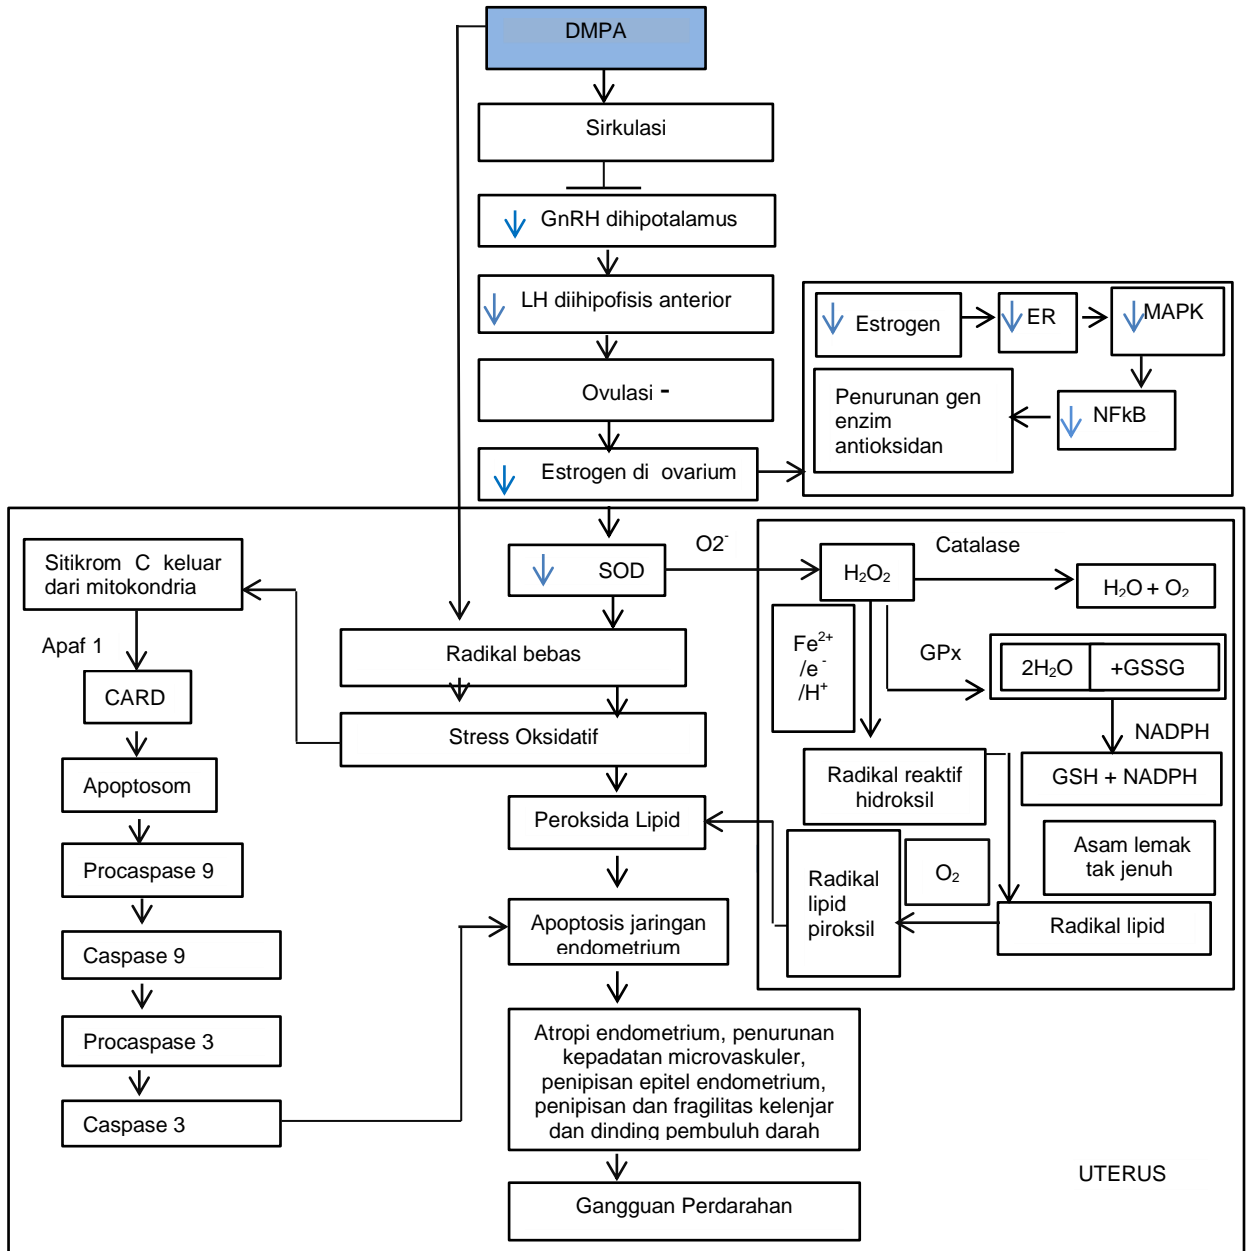 DMPA
Sirkulasi
GnRH dihipotalamus
LH diihipofisis anterior
Ovulasi -
Estrogen di ovarium
Estrogen
ER
MAPK
NFkB
Penurunan gen
enzim
antioksidan
SOD
O2⁻
H₂O₂
Catalase
H₂O + O₂
Fe²⁺
/e⁻
/H⁺
GPx
2H₂O
+GSSG
NADPH
GSH + NADPH
Radikal reaktif
hidroksil
Asam lemak
tak jenuh
O₂
Radikal lipid
Radikal
lipid
piroksil
Sitikrom C keluar
dari mitokondria
Apaf 1
CARD
Apoptosom
Procaspase 9
Caspase 9
Procaspase 3
Caspase 3
Radikal bebas
Stress Oksidatif
Peroksida Lipid
Apoptosis jaringan
endometrium
Atropi endometrium, penurunan
kepadatan microvaskuler,
penipisan epitel endometrium,
penipisan dan fragilitas kelenjar
dan dinding pembuluh darah
Gangguan Perdarahan
UTERUS